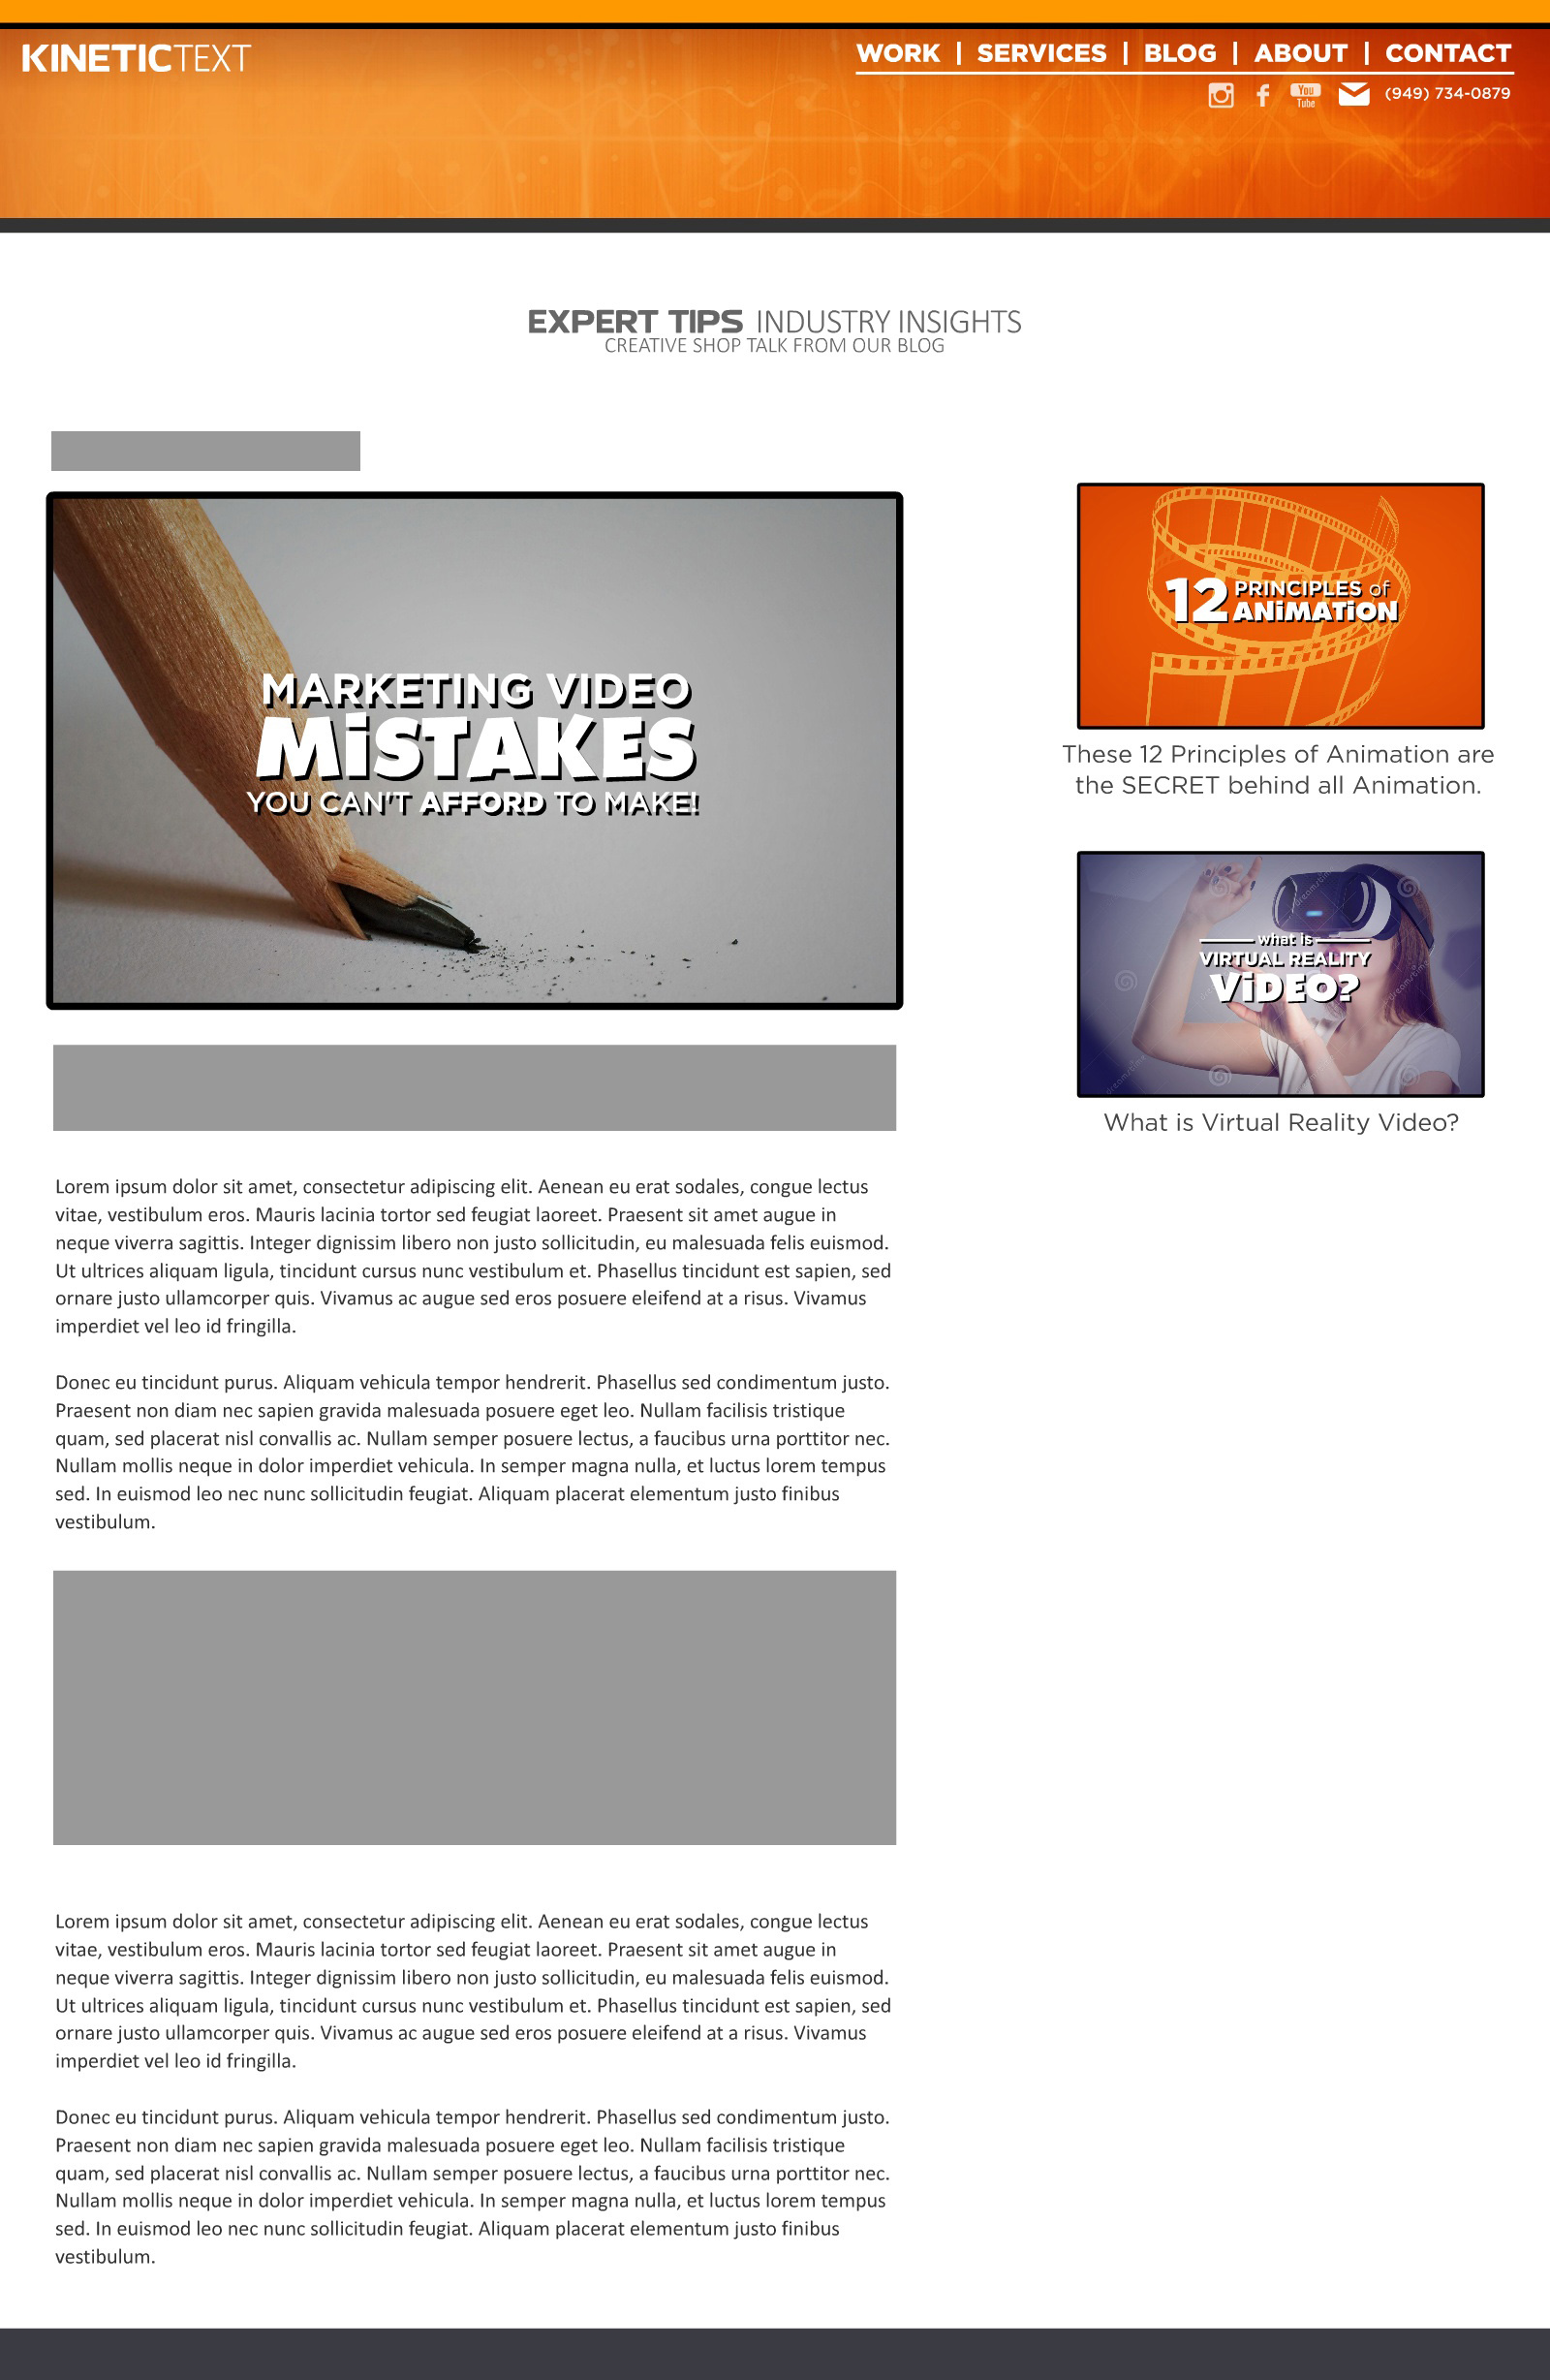 KINETICTEXT
WORK | SERVICES | BLOG | ABOUT | CONTACT
You
Tube
(949) 734-0879
EXPERT TIPS INDUSTRY INSIGHTS
CREATIVE SHOP TALK FROM OUR BLOG
MARKETING VIDEO
MiSTAKES
YOU CAN'T AFFORD TO MAKE!
Lorem ipsum dolor sit amet, consectetur adipiscing elit. Aenean eu erat sodales, congue lectus
vitae, vestibulum eros. Mauris lacinia tortor sed feugiat laoreet. Praesent sit amet augue in
neque viverra sagittis. Integer dignissim libero non justo sollicitudin, eu malesuada felis euismod.
Ut ultrices aliquam ligula, tincidunt cursus nunc vestibulum et. Phasellus tincidunt est sapien, sed
ornare justo ullamcorper quis. Vivamus ac augue sed eros posuere eleifend at a risus. Vivamus
imperdiet vel leo id fringilla.
Donec eu tincidunt purus. Aliquam vehicula tempor hendrerit. Phasellus sed condimentum justo.
Praesent non diam nec sapien gravida malesuada posuere eget leo. Nullam facilisis tristique
quam, sed placerat nisl convallis ac. Nullam semper posuere lectus, a faucibus urna porttitor nec.
Nullam mollis neque in dolor imperdiet vehicula. In semper magna nulla, et luctus lorem tempus
sed. In euismod leo nec nunc sollicitudin feugiat. Aliquam placerat elementum justo finibus
vestibulum.
Lorem ipsum dolor sit amet, consectetur adipiscing elit. Aenean eu erat sodales, congue lectus
vitae, vestibulum eros. Mauris lacinia tortor sed feugiat laoreet. Praesent sit amet augue in
neque viverra sagittis. Integer dignissim libero non justo sollicitudin, eu malesuada felis euismod.
Ut ultrices aliquam ligula, tincidunt cursus nunc vestibulum et. Phasellus tincidunt est sapien, sed
ornare justo ullamcorper quis. Vivamus ac augue sed eros posuere eleifend at a risus. Vivamus
imperdiet vel leo id fringilla.
Donec eu tincidunt purus. Aliquam vehicula tempor hendrerit. Phasellus sed condimentum justo.
Praesent non diam nec sapien gravida malesuada posuere eget leo. Nullam facilisis tristique
quam, sed placerat nisl convallis ac. Nullam semper posuere lectus, a faucibus urna porttitor nec.
Nullam mollis neque in dolor imperdiet vehicula. In semper magna nulla, et luctus lorem tempus
sed. In euismod leo nec nunc sollicitudin feugiat. Aliquam placerat elementum justo finibus
vestibulum.
12 PRINCIPLES of
ANiMATiON
These 12 Principles of Animation are
the SECRET behind all Animation.
what is
VIRTUAL REALITY
ViDEO?
What is Virtual Reality Video?